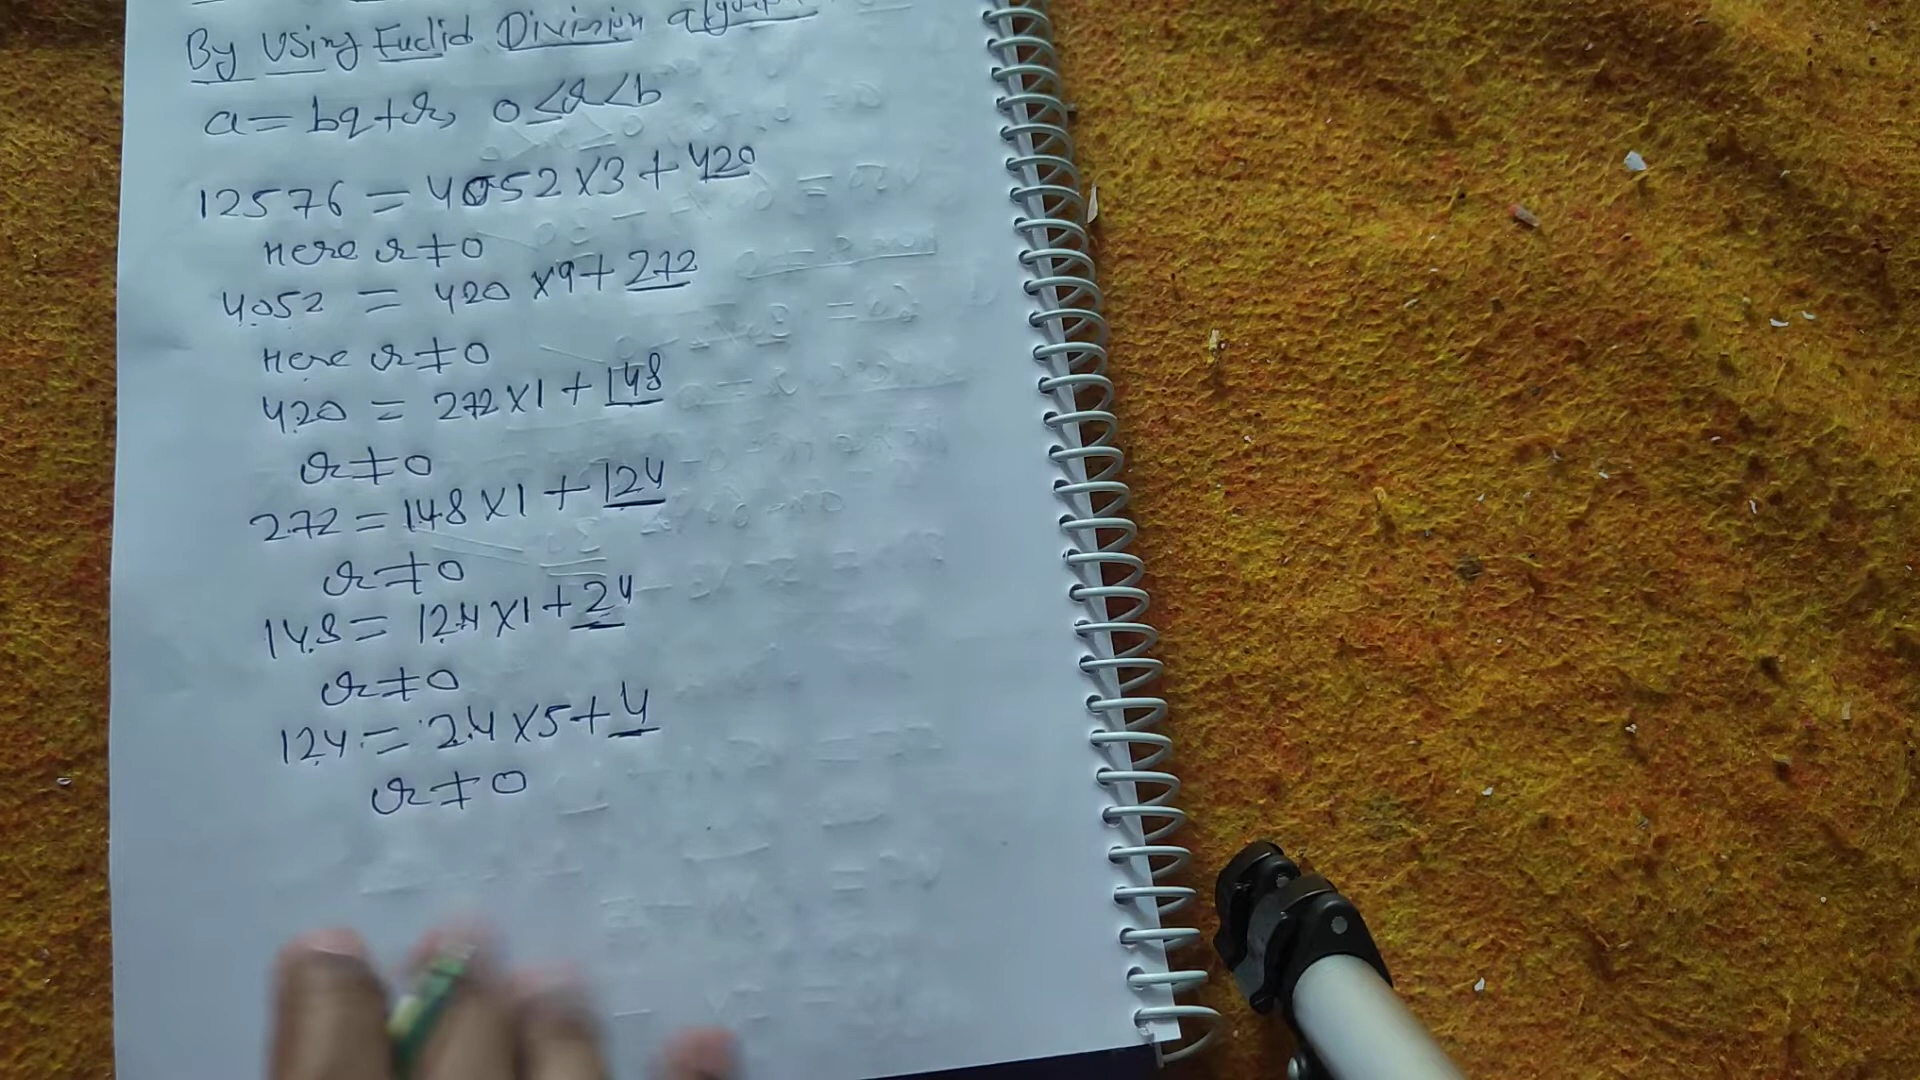 By Using Euclid Division
a = bq + r, 0 ≤ r < b
12576 = 4052 x 3 + 420
Here r ≠ 0
4052 = 420 x 9 + 272
Here r ≠ 0
420 = 272 x 1 + 148
r ≠ 0
272 = 148 x 1 + 124
r ≠ 0
148 = 124 x 1 + 24
r ≠ 0
124 = 24 x 5 + 4
r ≠ 0